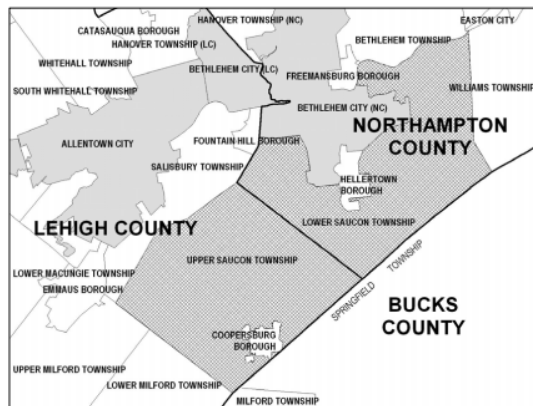 EASTON CITY
HANOVER TOWNSHIP (NC)
CATASAUQUA BOROUGH
BETHLEHEM TOWNSHIP
HANOVER TOWNSHIP (LC)
WHITEHALL TOWNSHIP
BETHLEHEM CITY (LC)
FREEMANSBURG BOROUGH
WILLIAMS TOWNSHIP
SOUTH WHITEHALL TOWNSHIP
BETHLEHEM CITY (NC)
NORTHAMPTON
COUNTY
ALLENTOWN CITY
FOUNTAIN HILL BOROUGH
SALISBURY TOWNSHIP
HELLERTOWN
BOROUGH
LEHIGH COUNTY
LOWER SAUCON TOWNSHIP
UPPER SAUCON TOWNSHIP
LOWER MACUNGIE TOWNSHIP
EMMAUS BOROUGH
SPRINGFIELD TOWNSHIP
BUCKS
COUNTY
COOPERSBURG
BOROUGH
UPPER MILFORD TOWNSHIP
LOWER MILFORD TOWNSHIP
MILFORD TOWNSHIP